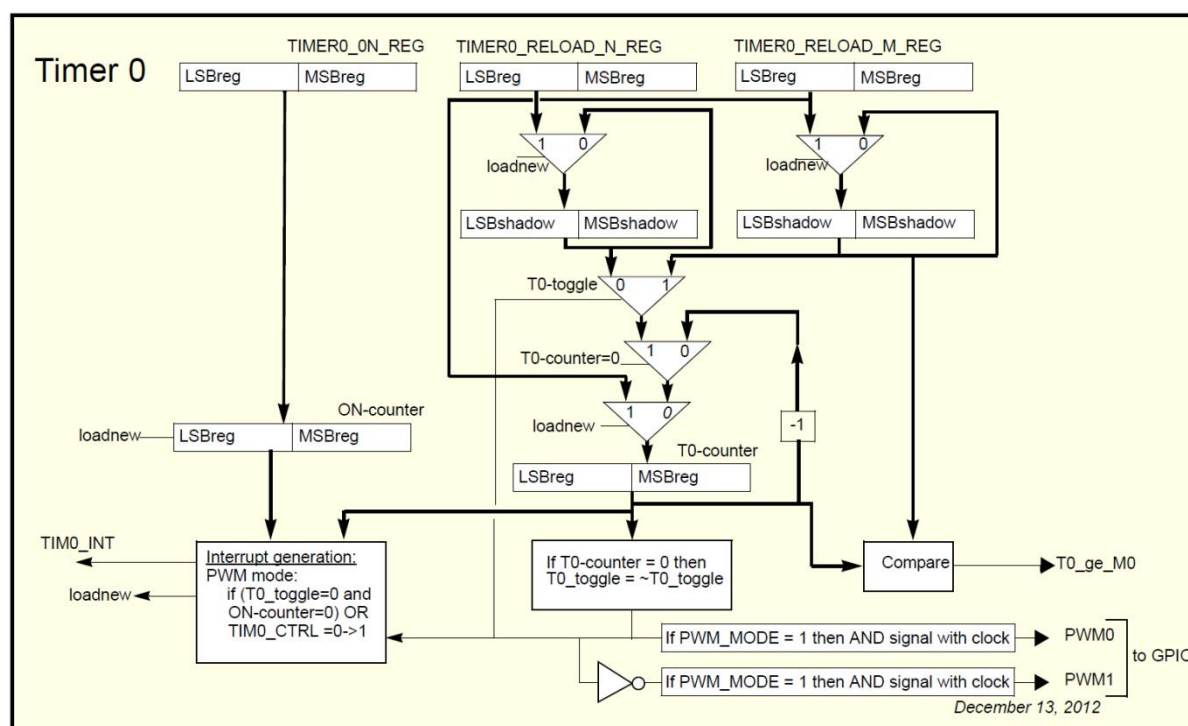 Timer 0
TIMER0_0N_REG
TIMER0_RELOAD_N_REG
TIMER0_RELOAD_M_REG
LSBreg MSBreg
LSBreg MSBreg
LSBreg MSBreg
1 0
loadnew
1 0
loadnew
LSBshadow MSBshadow
LSBshadow MSBshadow
T0-toggle
0 1
T0-counter=0
1 0
ON-counter
loadnew
LSBreg MSBreg
1 0
loadnew
-1
T0-counter
LSBreg MSBreg
TIM0_INT
loadnew
Interrupt generation:
PWM mode:
if (T0_toggle=0 and
ON-counter=0) OR
TIM0_CTRL =0->1
If T0-counter = 0 then
T0_toggle = ~T0_toggle
Compare
T0_ge_M0
If PWM_MODE = 1 then AND signal with clock
PWM0
If PWM_MODE = 1 then AND signal with clock
PWM1
to GPIO
December 13, 2012